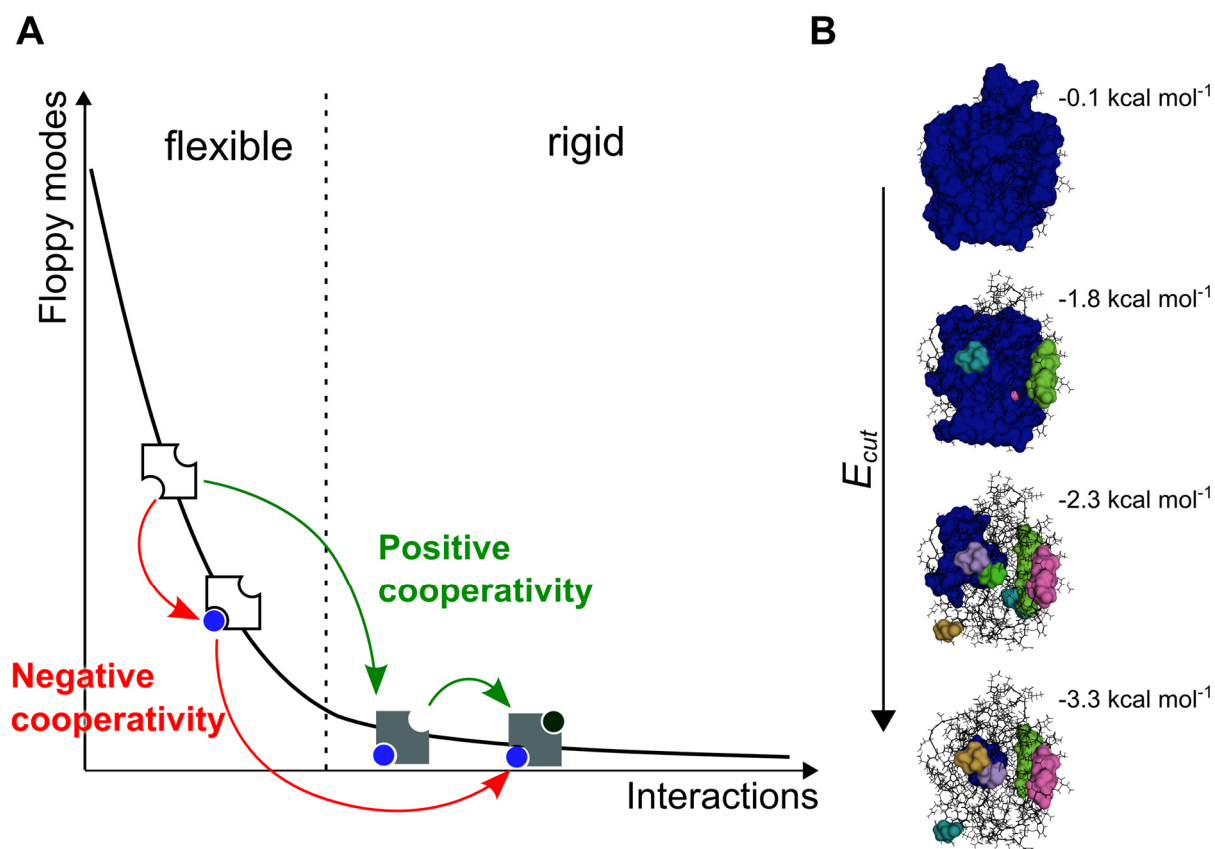 A
Floppy modes
flexible
rigid
Positive
cooperativity
Negative
cooperativity
Interactions
B
E_cut
-0.1 kcal mol⁻¹
-1.8 kcal mol⁻¹
-2.3 kcal mol⁻¹
-3.3 kcal mol⁻¹